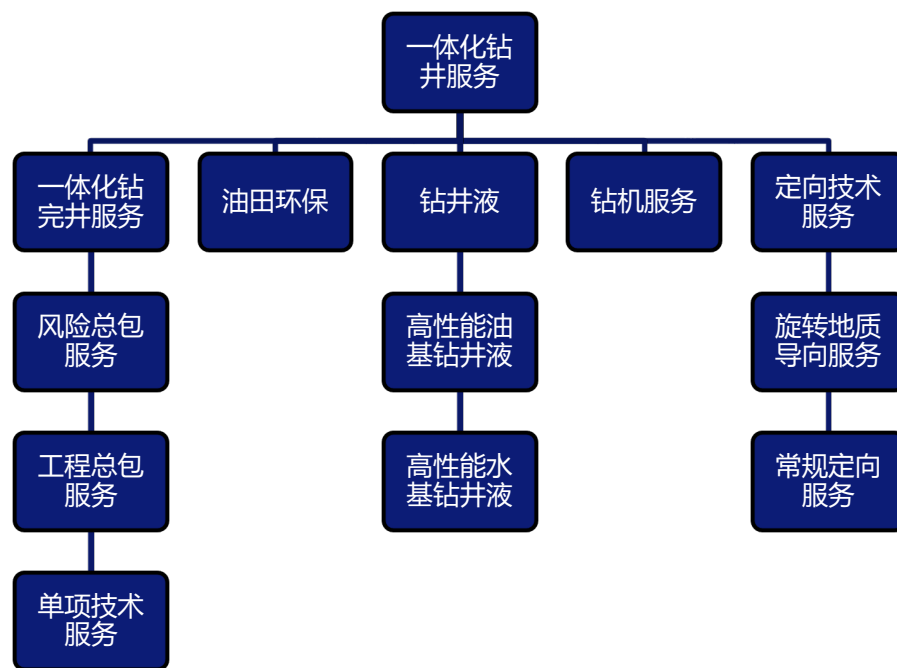 一体化钻
井服务
一体化钻
完井服务
油田环保
钻井液
钻机服务
定向技术
服务
风险总包
服务
高性能油
基钻井液
旋转地质
导向服务
工程总包
服务
高性能水
基钻井液
常规定向
服务
单项技术
服务